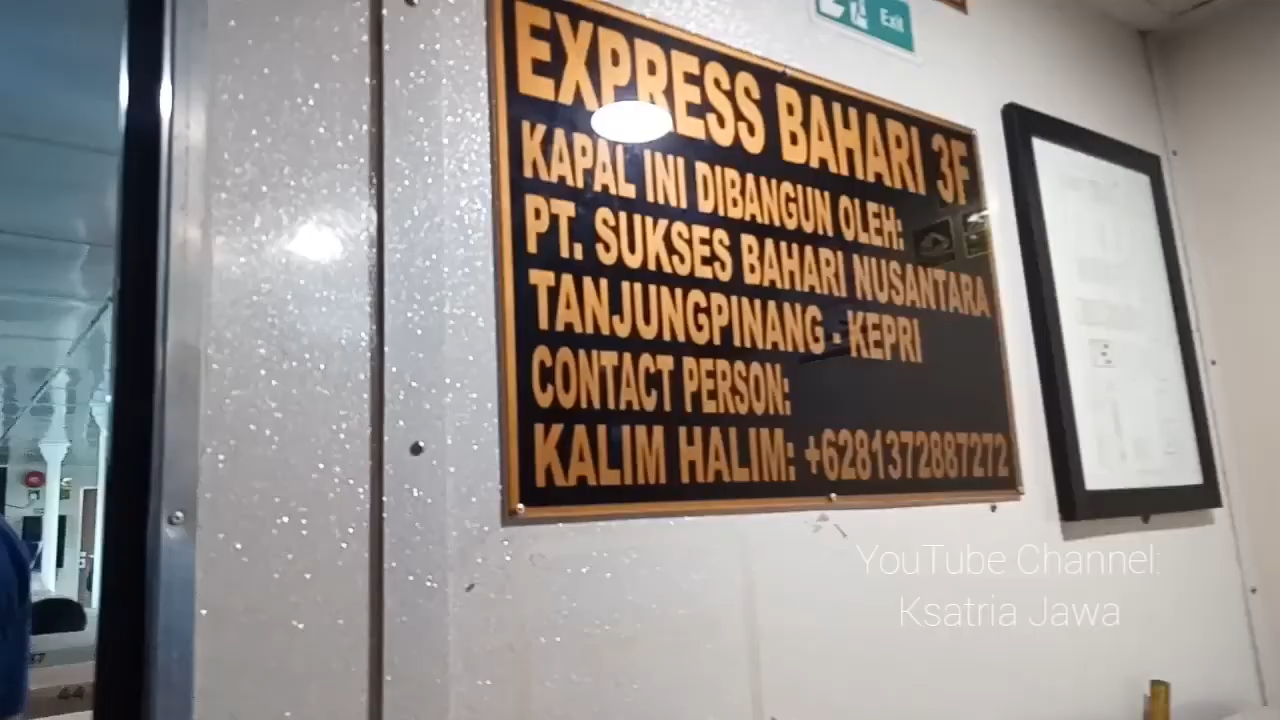 Exit
EXPRESS BAHARI 3F
KAPAL INI DIBANGUN OLEH:
PT. SUKSES BAHARI NUSANTARA
TANJUNGPINANG - KEPRI
CONTACT PERSON:
KALIM HALIM: +6281372887272
YouTube Channel:
Ksatria Jawa
44